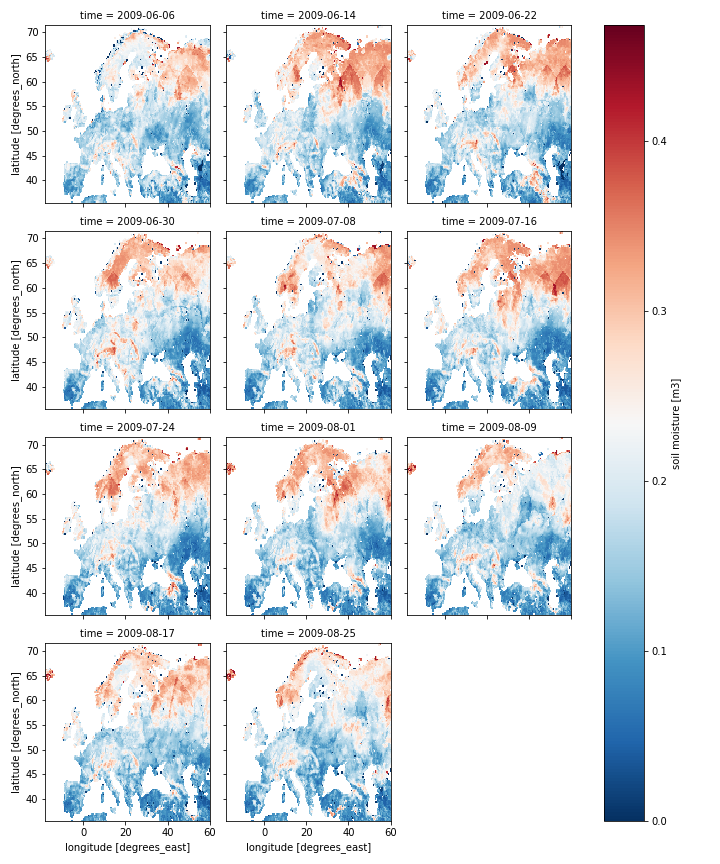 time = 2009-06-06
time = 2009-06-14
time = 2009-06-22
70
65
60
55
50
45
40
latitude [degrees_north]
time = 2009-06-30
time = 2009-07-08
time = 2009-07-16
70
65
60
55
50
45
40
latitude [degrees_north]
time = 2009-07-24
time = 2009-08-01
time = 2009-08-09
70
65
60
55
50
45
40
latitude [degrees_north]
time = 2009-08-17
time = 2009-08-25
70
65
60
55
50
45
40
latitude [degrees_north]
0 20 40 60
longitude [degrees_east]
0 20 40 60
longitude [degrees_east]
0.4
0.3
0.2
0.1
0.0
soil moisture [m3]